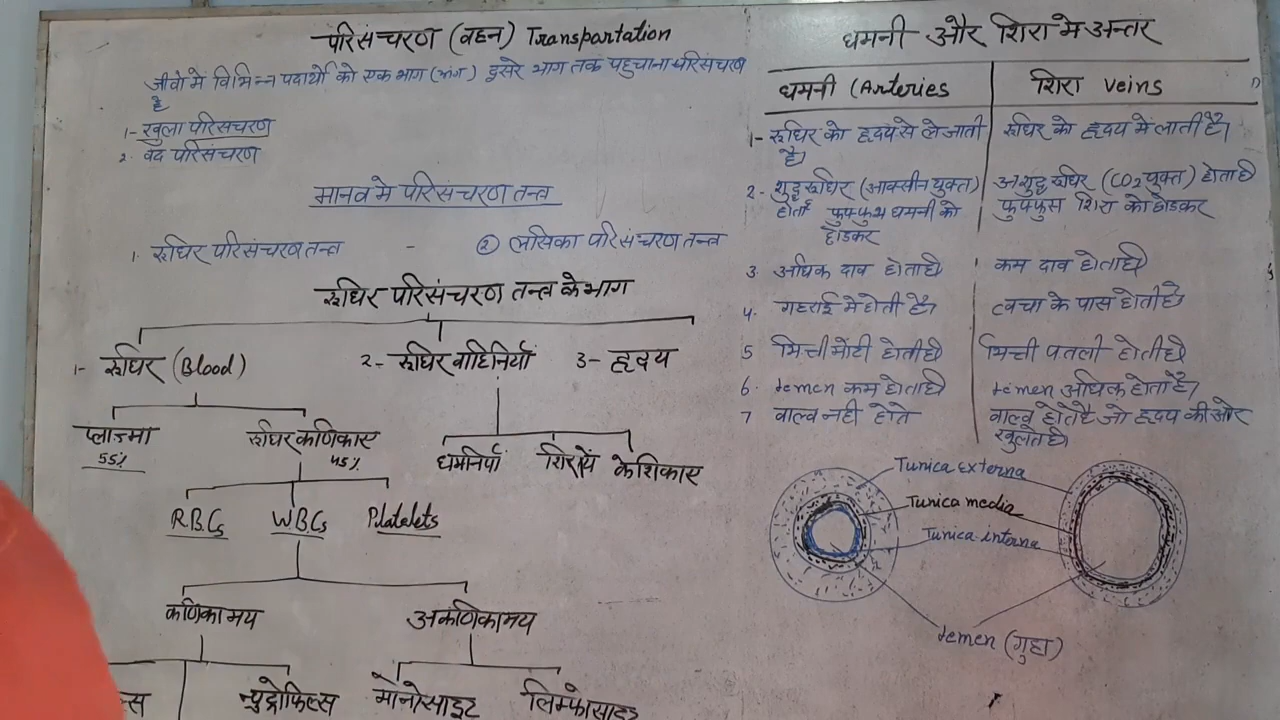 परिसंचरण (वहन) Transpartation
जीवो मे विभिन्न पदार्थो को एक भाग (अंग) दुसरे भाग तक पहुचाना परिसंचरण
है
1- खुला परिसंचरण
2. बंद परिसंचरण
मानव मे परिसंचरण तन्त्र
1. रूधिर परिसंचरण तन्त्र - ② लसिका परिसंचरण तन्त्र
रूधिर परिसंचरण तन्त्र के भाग
1- रूधिर (Blood) 2- रूधिर वाहिनियाँ 3- हृदय
प्लाज्मा रूधिर कणिकाए
55% 45%
धमनियाँ शिरायें केशिकाए
RBCs WBCs Platelets
कणिकामय अकणिकामय
न्युट्रोफिल्स मोनोसाइट लिम्फोसाइट
धमनी और शिरा मे अन्तर
धमनी (Arteries शिरा veins
1- रूधिर को हृदय से ले जाती रूधिर को हृदय में लाती है।
है।
2- शुद्ध रूधिर (आक्सीन युक्त) अशुद्ध रूधिर (CO2 युक्त) होता है
होता फुफ्फुस धमनी को फुफ्फुस शिरा को छोडकर
छोडकर
3. अधिक दाव होता है कम दाव होता है
4. गहराई मे होती है। त्वचा के पास होती है
5 भित्ती मोटी होती है भित्ती पतली होती है
6. lemen कम होता है lemen अधिक होता है।
7 वाल्व नही होते वाल्व होते है जो हृदय की ओर
खुलते है।
Tunica externa
Tunica media
Tunica interna
lemen (गुहा)